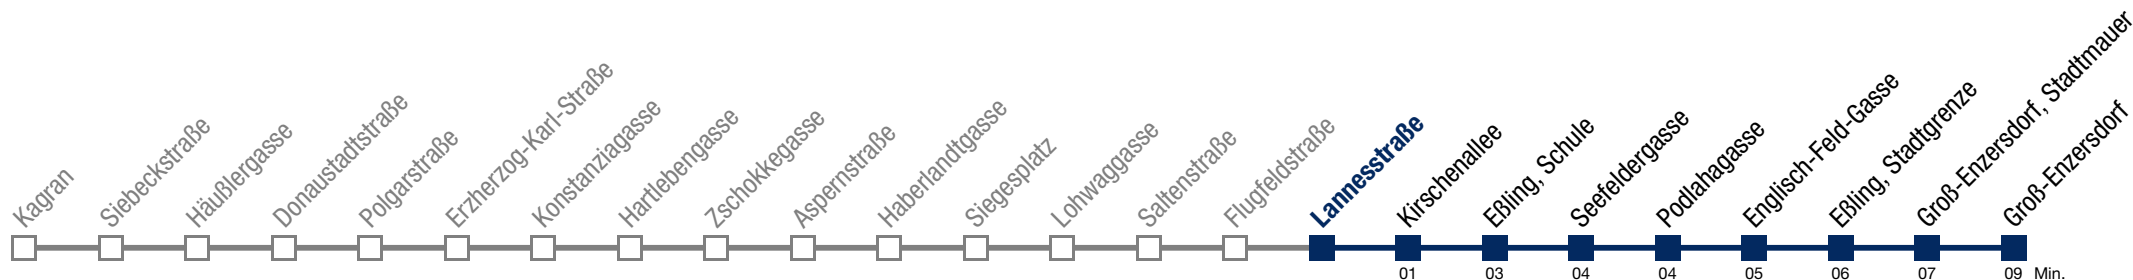 Kagran
Siebeckstraße
Häußlergasse
Donaustadtstraße
Polgarstraße
Erzherzog-Karl-Straße
Konstanziagasse
Hartlebengasse
Zschokkegasse
Aspernstraße
Haberlandtgasse
Siegesplatz
Lohwaggasse
Saltenstraße
Flugfeldstraße
Lannesstraße
Kirschenallee
Eßling, Schule
Seefeldergasse
Podlahagasse
Englisch-Feld-Gasse
Eßling, Stadtgrenze
Groß-Enzersdorf, Stadtmauer
Groß-Enzersdorf
01 03 04 04 05 06 07 09 Min.